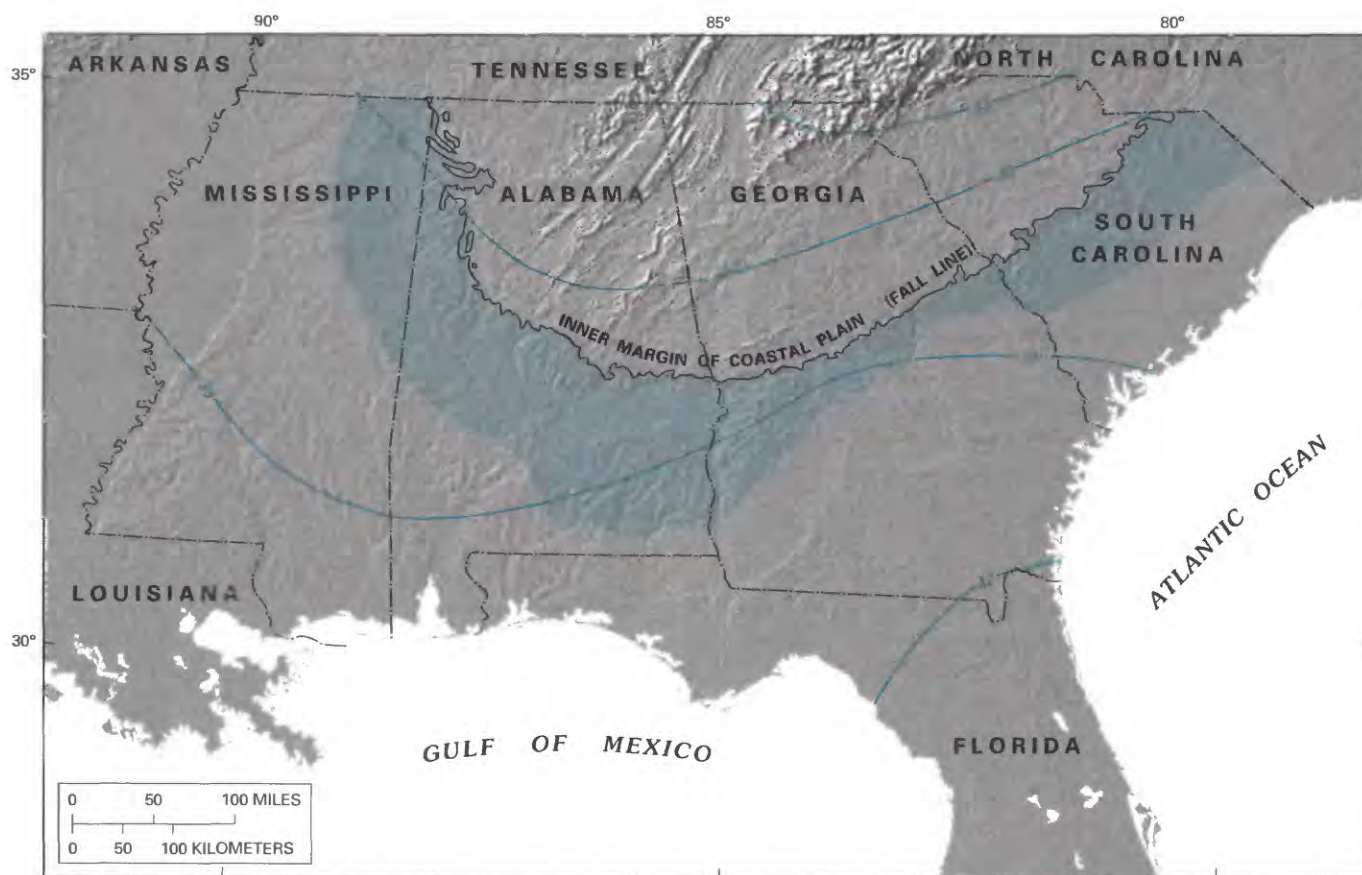 90°
85°
80°
35°
ARKANSAS
TENNESSEE
NORTH CAROLINA
MISSISSIPPI
ALABAMA
GEORGIA
SOUTH
CAROLINA
INNER MARGIN OF COASTAL PLAIN (FALL LINE)
LOUISIANA
30°
42
ATLANTIC OCEAN
GULF OF MEXICO
FLORIDA
0 50 100 MILES
0 50 100 KILOMETERS